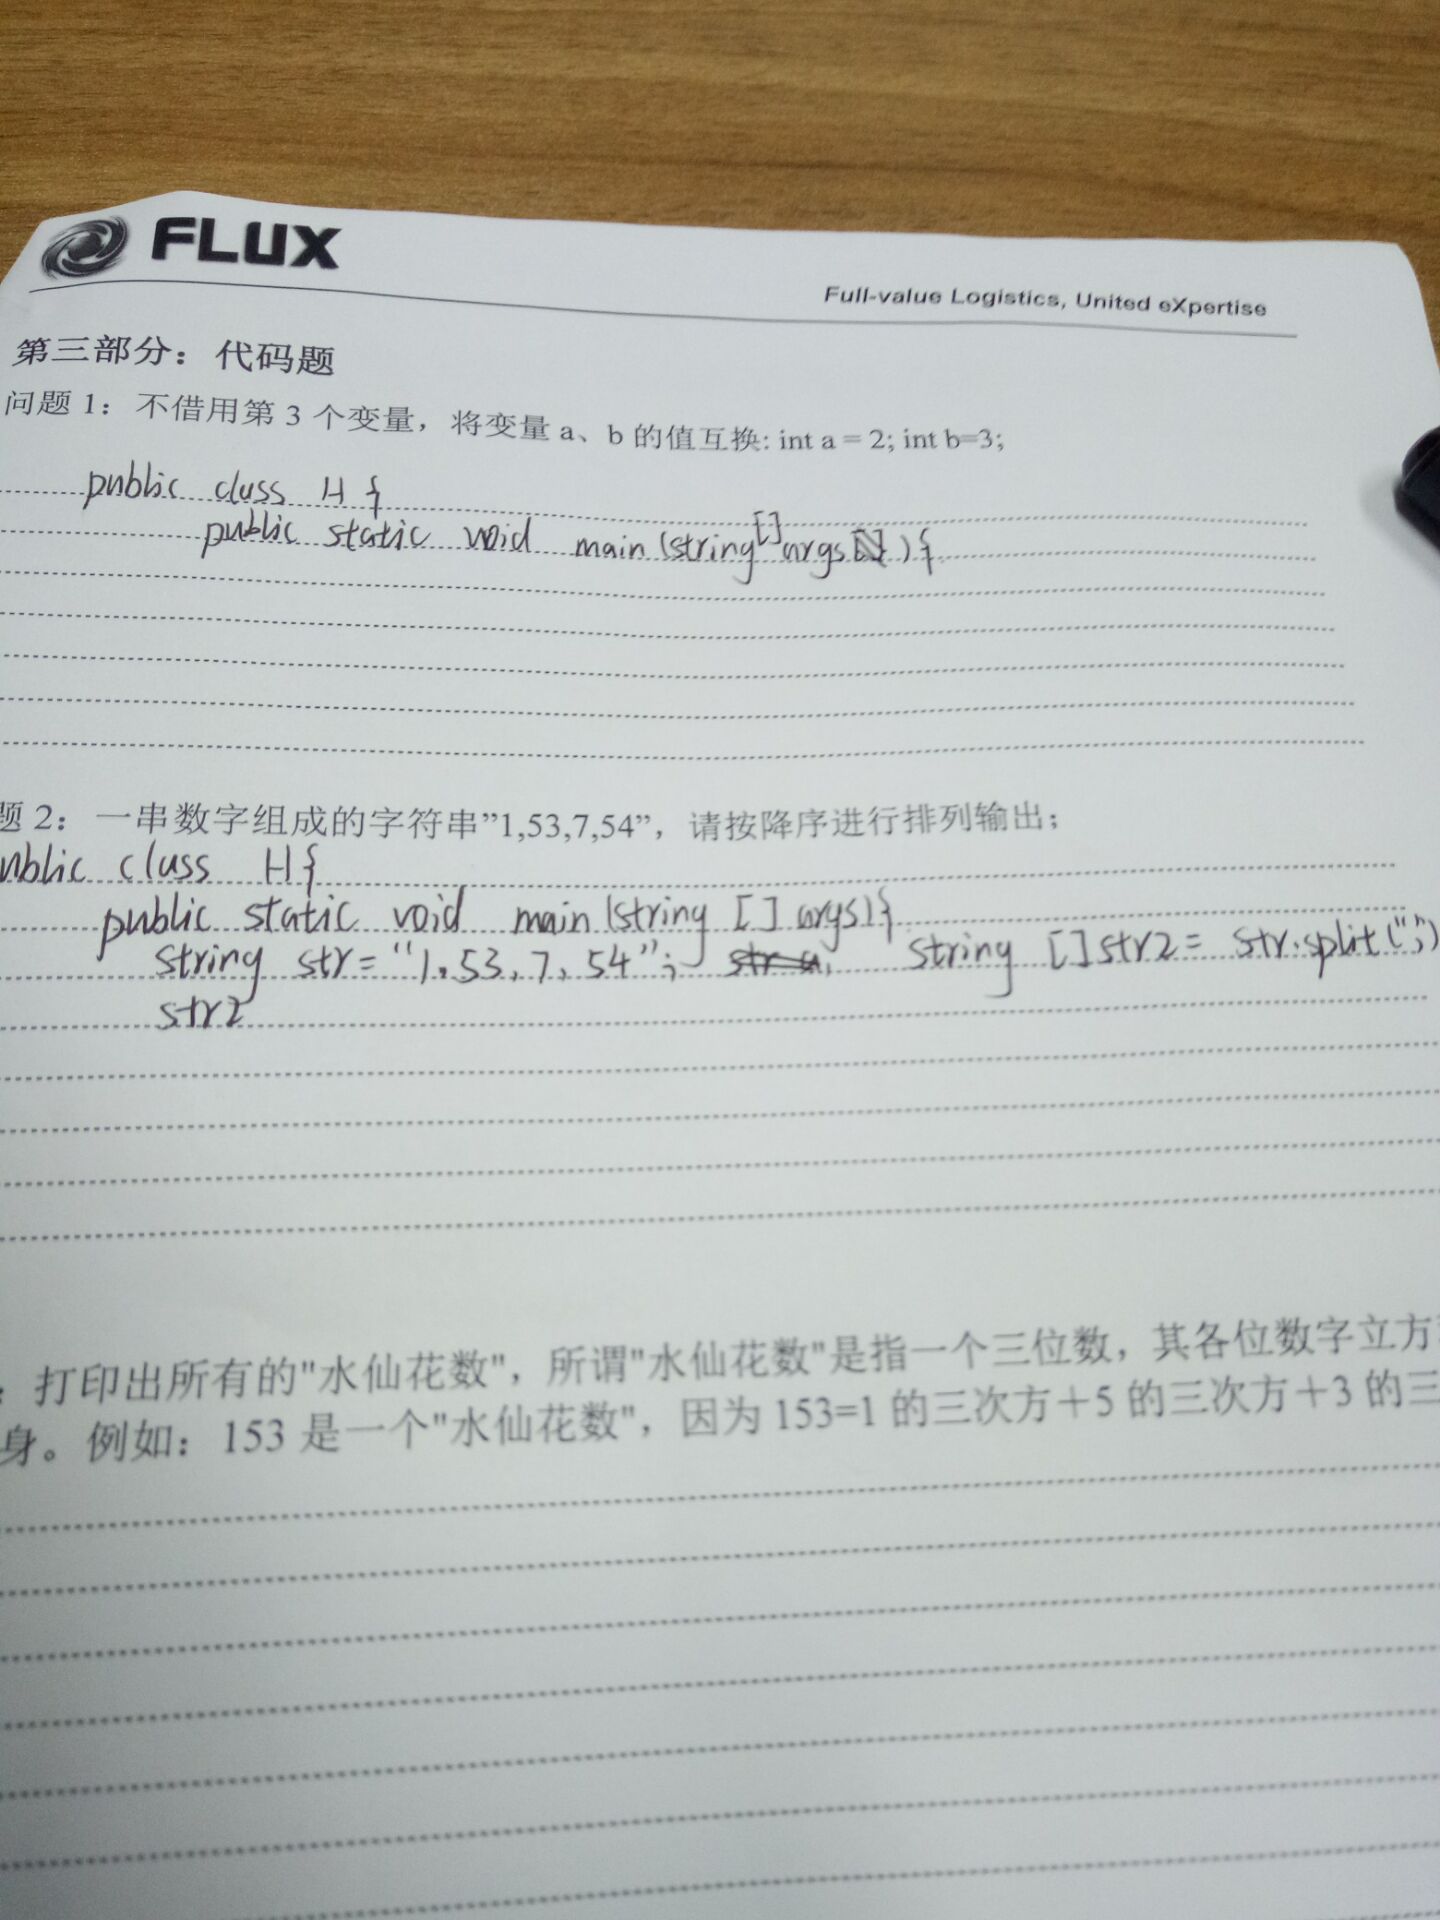 FLUX
Full-value Logistics, United eXpertise
第三部分：代码题
问题 1：不借用第 3 个变量，将变量 a、b 的值互换: int a = 2; int b=3;
public class H {
public static void main (string[] args ) {
题 2：一串数字组成的字符串”1,53,7,54”，请按降序进行排列输出；
ublic class H {
public static void main (string [] args) {
string str = "1,53,7,54"; string [] str2 = str.split(",")
str2
：打印出所有的"水仙花数"，所谓"水仙花数"是指一个三位数，其各位数字立方
身。例如：153 是一个"水仙花数"，因为 153=1 的三次方＋5 的三次方＋3 的三